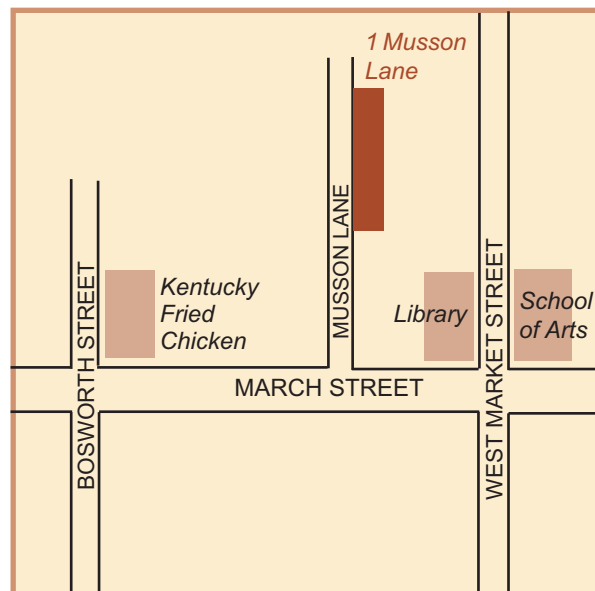 1 Musson
Lane
MUSSON LANE
WEST MARKET STREET
BOSWORTH STREET
Kentucky
Fried
Chicken
Library
School
of Arts
MARCH STREET